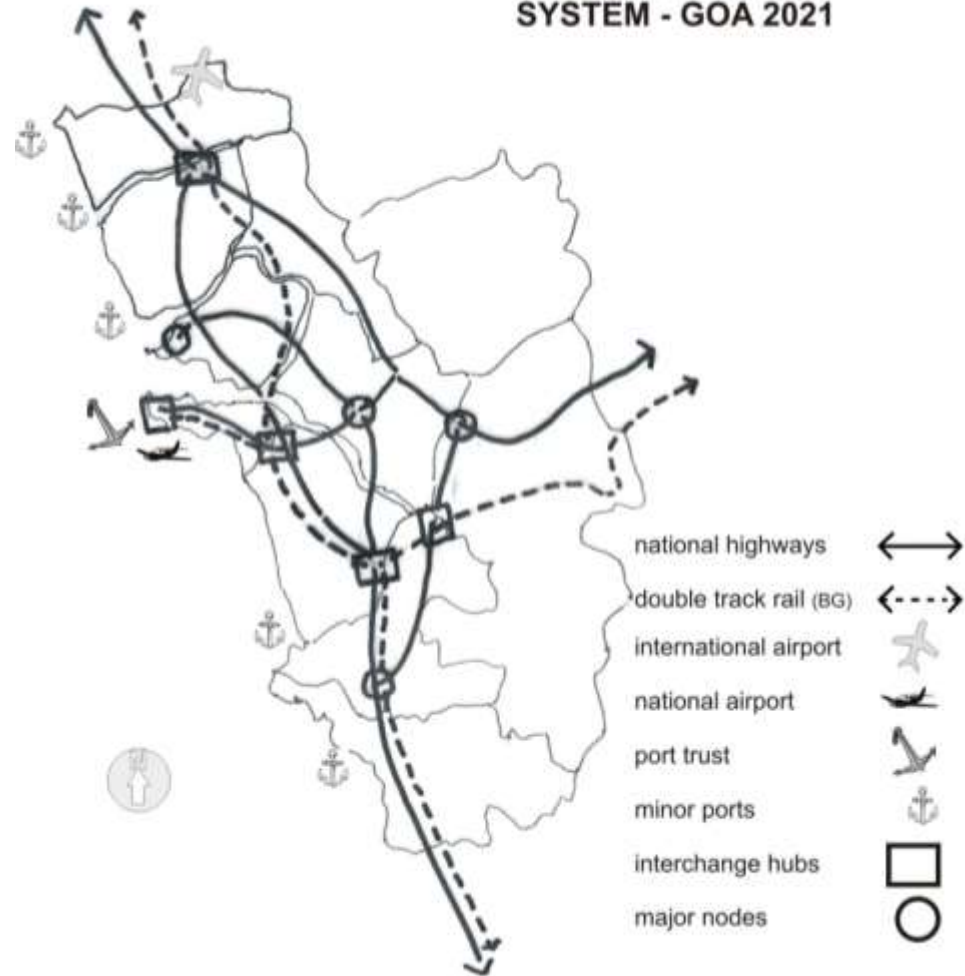 SYSTEM - GOA 2021
national highways
double track rail (BG)
international airport
national airport
port trust
minor ports
interchange hubs
major nodes